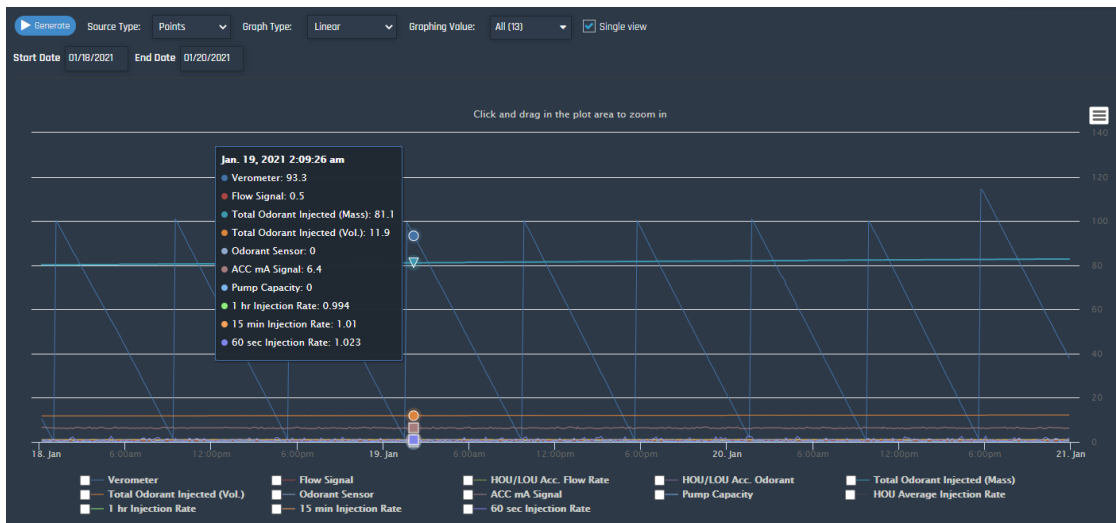 Generate Source Type: Points Graph Type: Linear Graphing Value: All (13) Single view
Start Date 01/18/2021 End Date 01/20/2021
Click and drag in the plot area to zoom in
140
120
100
80
60
40
20
0
Jan. 19, 2021 2:09:26 am
Verometer: 93.3
Flow Signal: 0.5
Total Odorant Injected (Mass): 81.1
Total Odorant Injected (Vol.): 11.9
Odorant Sensor: 0
ACC mA Signal: 6.4
Pump Capacity: 0
1 hr Injection Rate: 0.994
15 min Injection Rate: 1.01
60 sec Injection Rate: 1.023
18. Jan 6:00am 12:00pm 6:00pm 19. Jan 6:00am 12:00pm 6:00pm 20. Jan 6:00am 12:00pm 6:00pm 21. Jan
Verometer Flow Signal HOU/LOU Acc. Flow Rate HOU/LOU Acc. Odorant Total Odorant Injected (Mass)
Total Odorant Injected (Vol.) Odorant Sensor ACC mA Signal Pump Capacity HOU Average Injection Rate
1 hr Injection Rate 15 min Injection Rate 60 sec Injection Rate